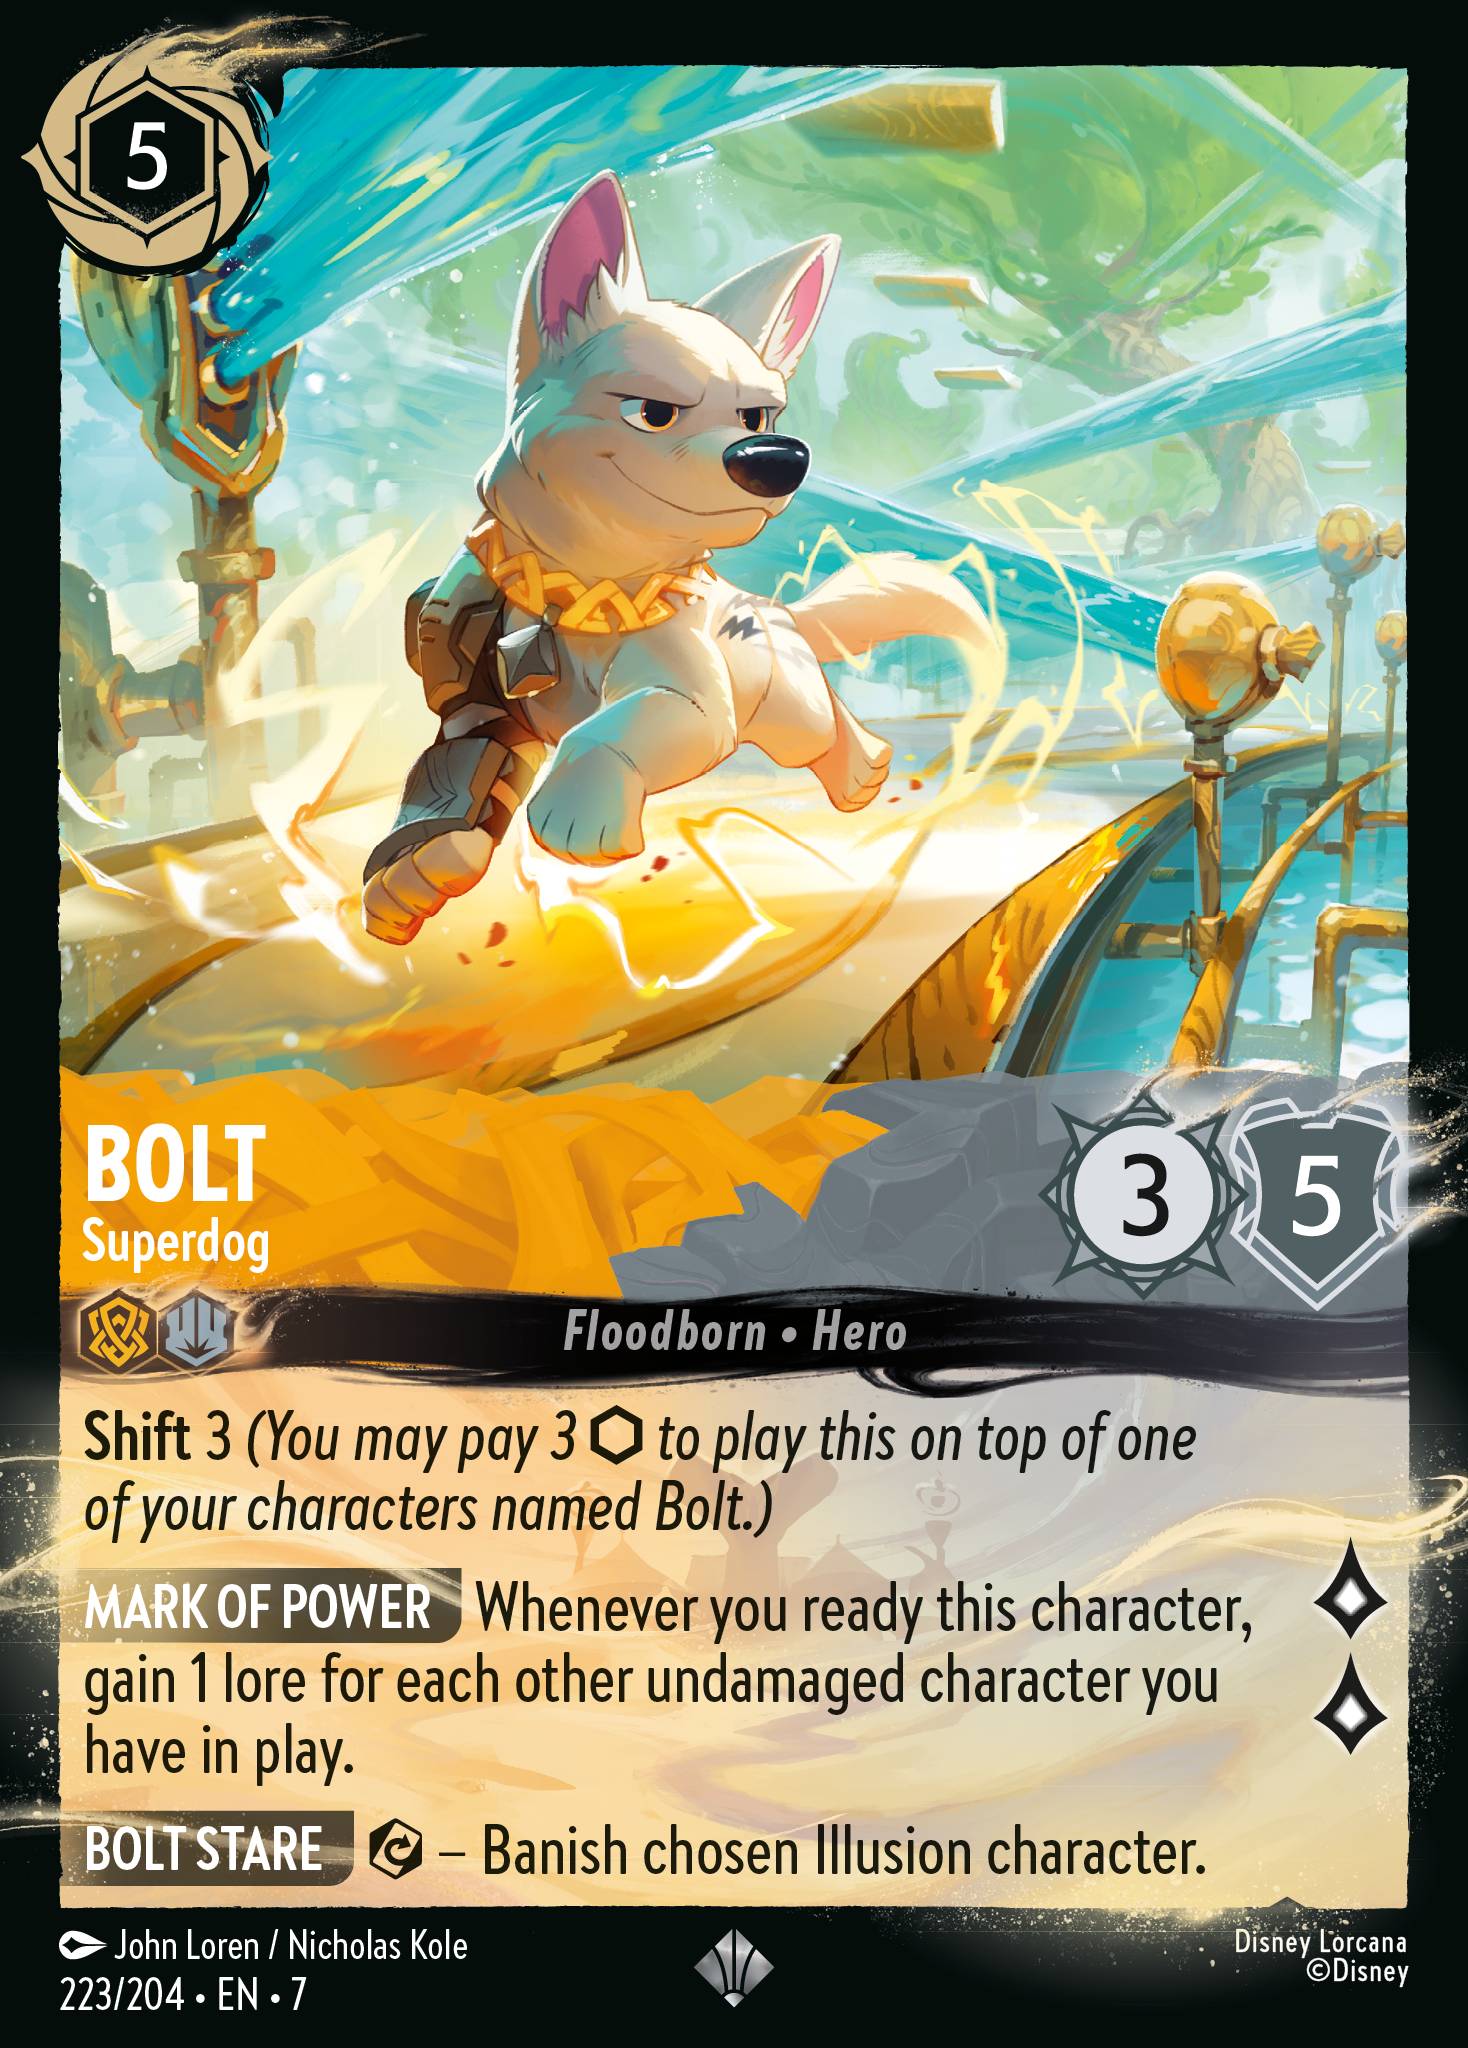 5
BOLT
Superdog
3 5
Floodborn • Hero
Shift 3 (You may pay 3 ⬡ to play this on top of one
of your characters named Bolt.)
MARK OF POWER Whenever you ready this character,
gain 1 lore for each other undamaged character you
have in play.
BOLT STARE – Banish chosen Illusion character.
John Loren / Nicholas Kole
223/204 • EN • 7
Disney Lorcana
©Disney